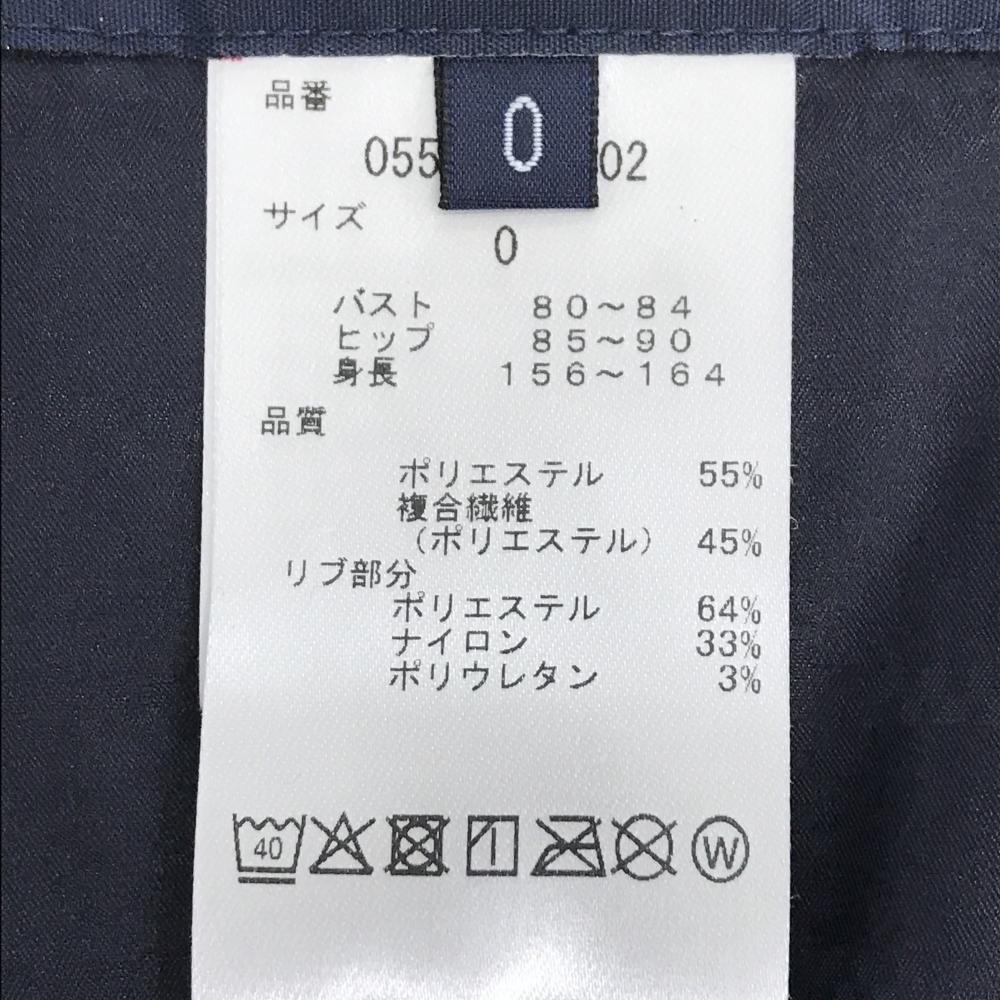 品番
0
055 02
サイズ
0
バスト 80～84
ヒップ 85～90
身長 156～164
品質
ポリエステル 55%
複合繊維
（ポリエステル） 45%
リブ部分
ポリエステル 64%
ナイロン 33%
ポリウレタン 3%
40 W